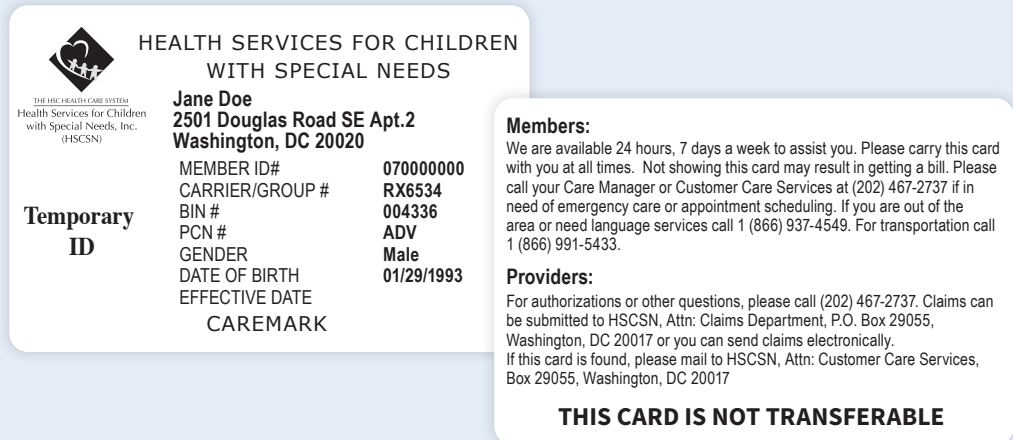 HEALTH SERVICES FOR CHILDREN
WITH SPECIAL NEEDS
THE HSC HEALTH CARE SYSTEM
Health Services for Children
with Special Needs, Inc.
(HSCSN)
Jane Doe
2501 Douglas Road SE Apt.2
Washington, DC 20020
Temporary
ID
MEMBER ID# 070000000
CARRIER/GROUP # RX6534
BIN # 004336
PCN # ADV
GENDER Male
DATE OF BIRTH 01/29/1993
EFFECTIVE DATE
CAREMARK
Members:
We are available 24 hours, 7 days a week to assist you. Please carry this card
with you at all times. Not showing this card may result in getting a bill. Please
call your Care Manager or Customer Care Services at (202) 467-2737 if in
need of emergency care or appointment scheduling. If you are out of the
area or need language services call 1 (866) 937-4549. For transportation call
1 (866) 991-5433.
Providers:
For authorizations or other questions, please call (202) 467-2737. Claims can
be submitted to HSCSN, Attn: Claims Department, P.O. Box 29055,
Washington, DC 20017 or you can send claims electronically.
If this card is found, please mail to HSCSN, Attn: Customer Care Services,
Box 29055, Washington, DC 20017
THIS CARD IS NOT TRANSFERABLE